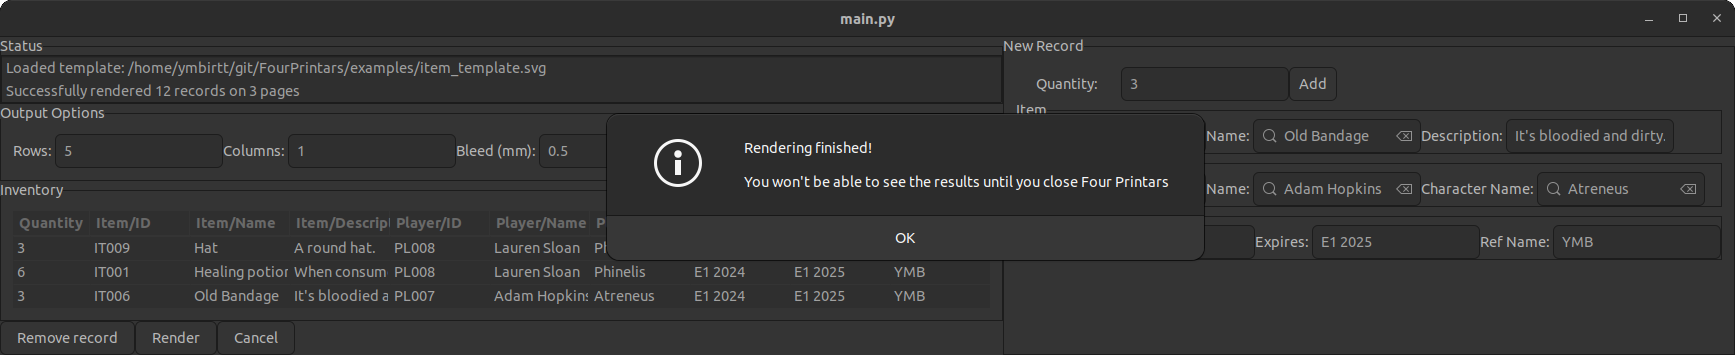 main.py
Status
Loaded template: /home/ymbirtt/git/FourPrintars/examples/item_template.svg
Successfully rendered 12 records on 3 pages
Output Options
Rows: 5 Columns: 1 Bleed (mm): 0.5
Inventory
Quantity Item/ID Item/Name Item/Descrip Player/ID Player/Name
3 IT009 Hat A round hat. PL008 Lauren Sloan
6 IT001 Healing potion When consum PL008 Lauren Sloan Phinelis E1 2024 E1 2025 YMB
3 IT006 Old Bandage It's bloodied a PL007 Adam Hopkins Atreneus E1 2024 E1 2025 YMB
Remove record Render Cancel
Rendering finished!
You won't be able to see the results until you close Four Printars
OK
New Record
Quantity: 3 Add
Item
Name: Old Bandage Description: It's bloodied and dirty.
Name: Adam Hopkins Character Name: Atreneus
Expires: E1 2025 Ref Name: YMB